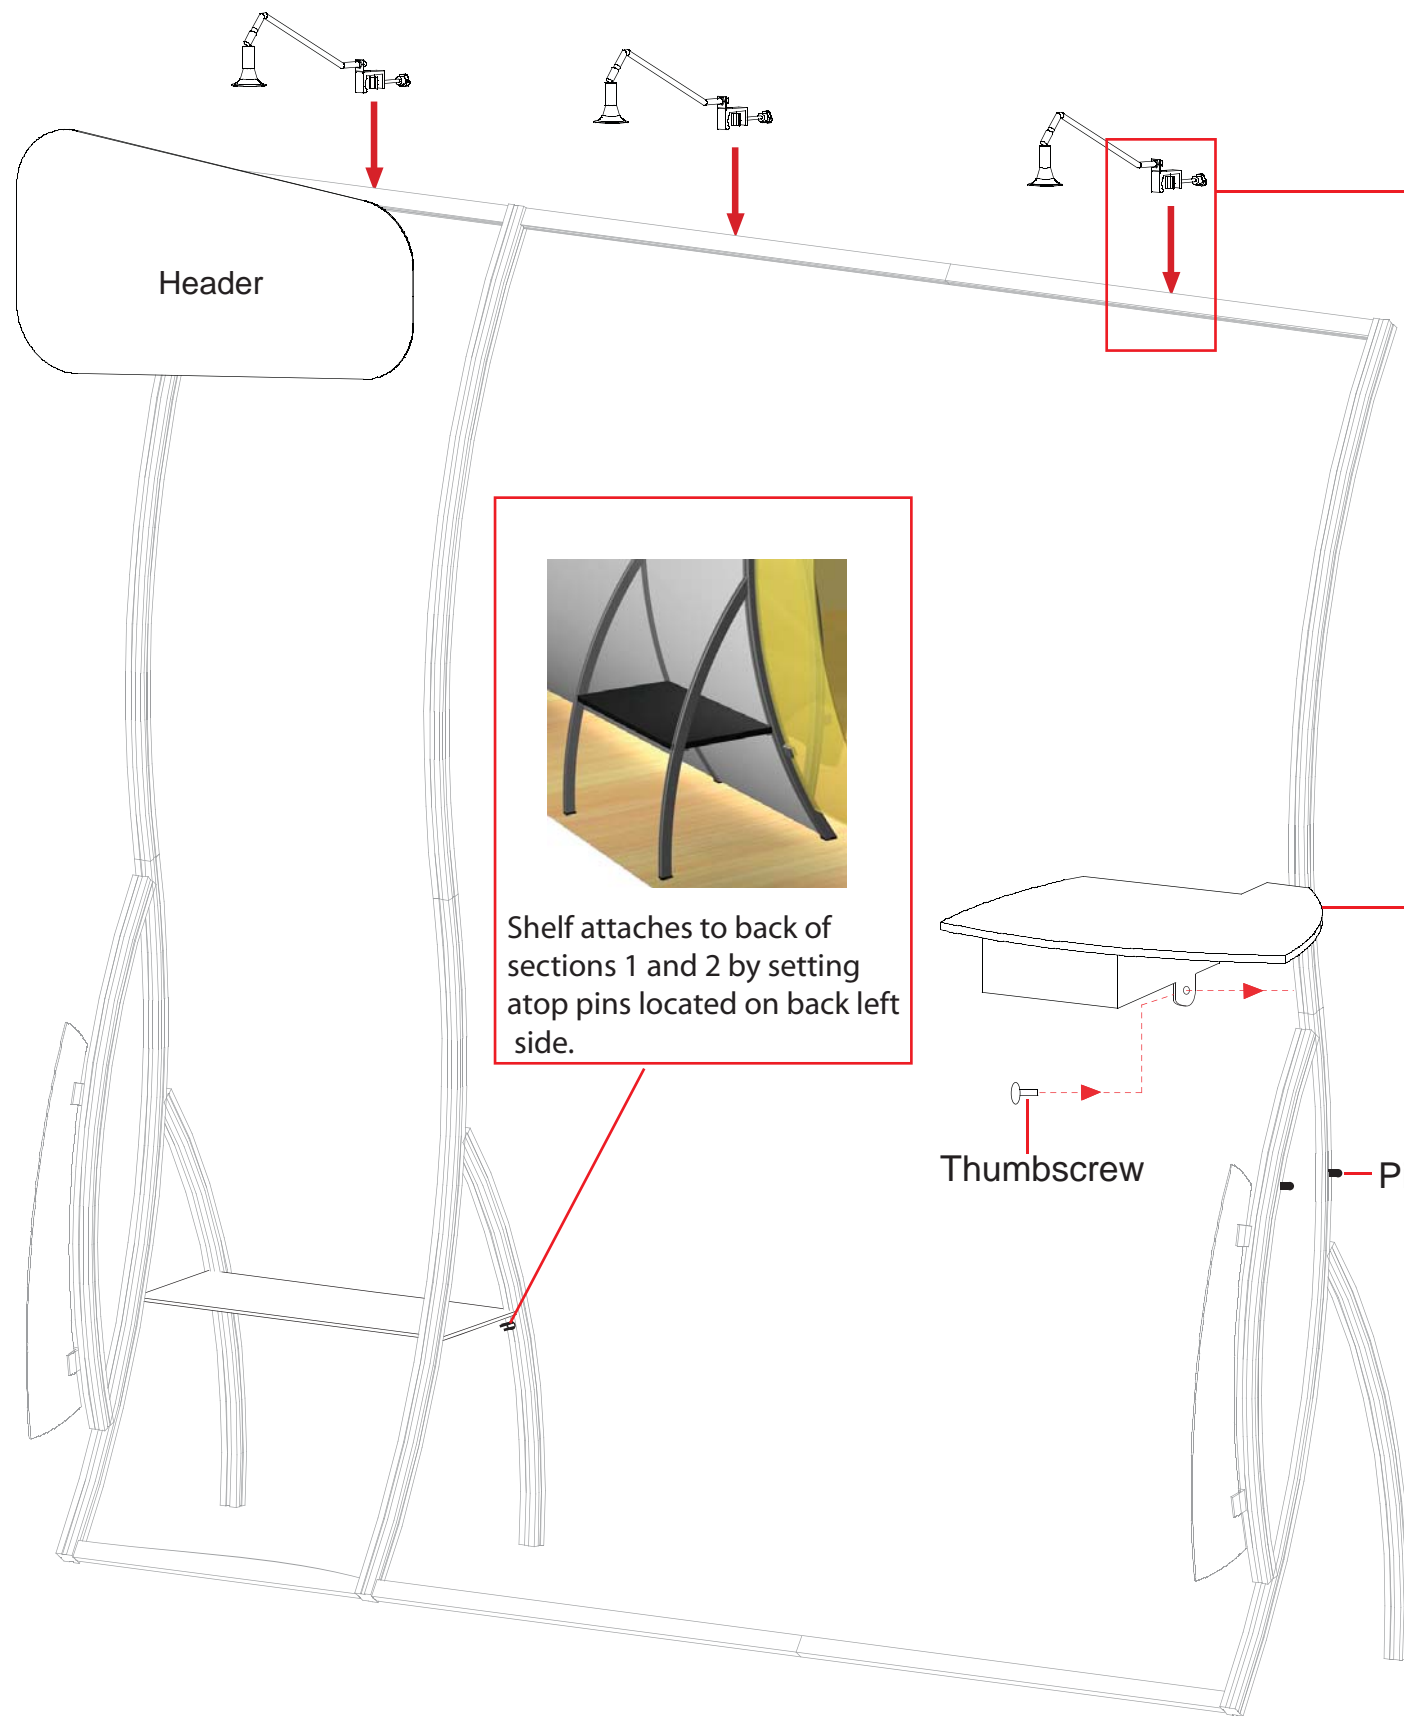 Header
Shelf attaches to back of
sections 1 and 2 by setting
atop pins located on back left
side.
Thumbscrew
P